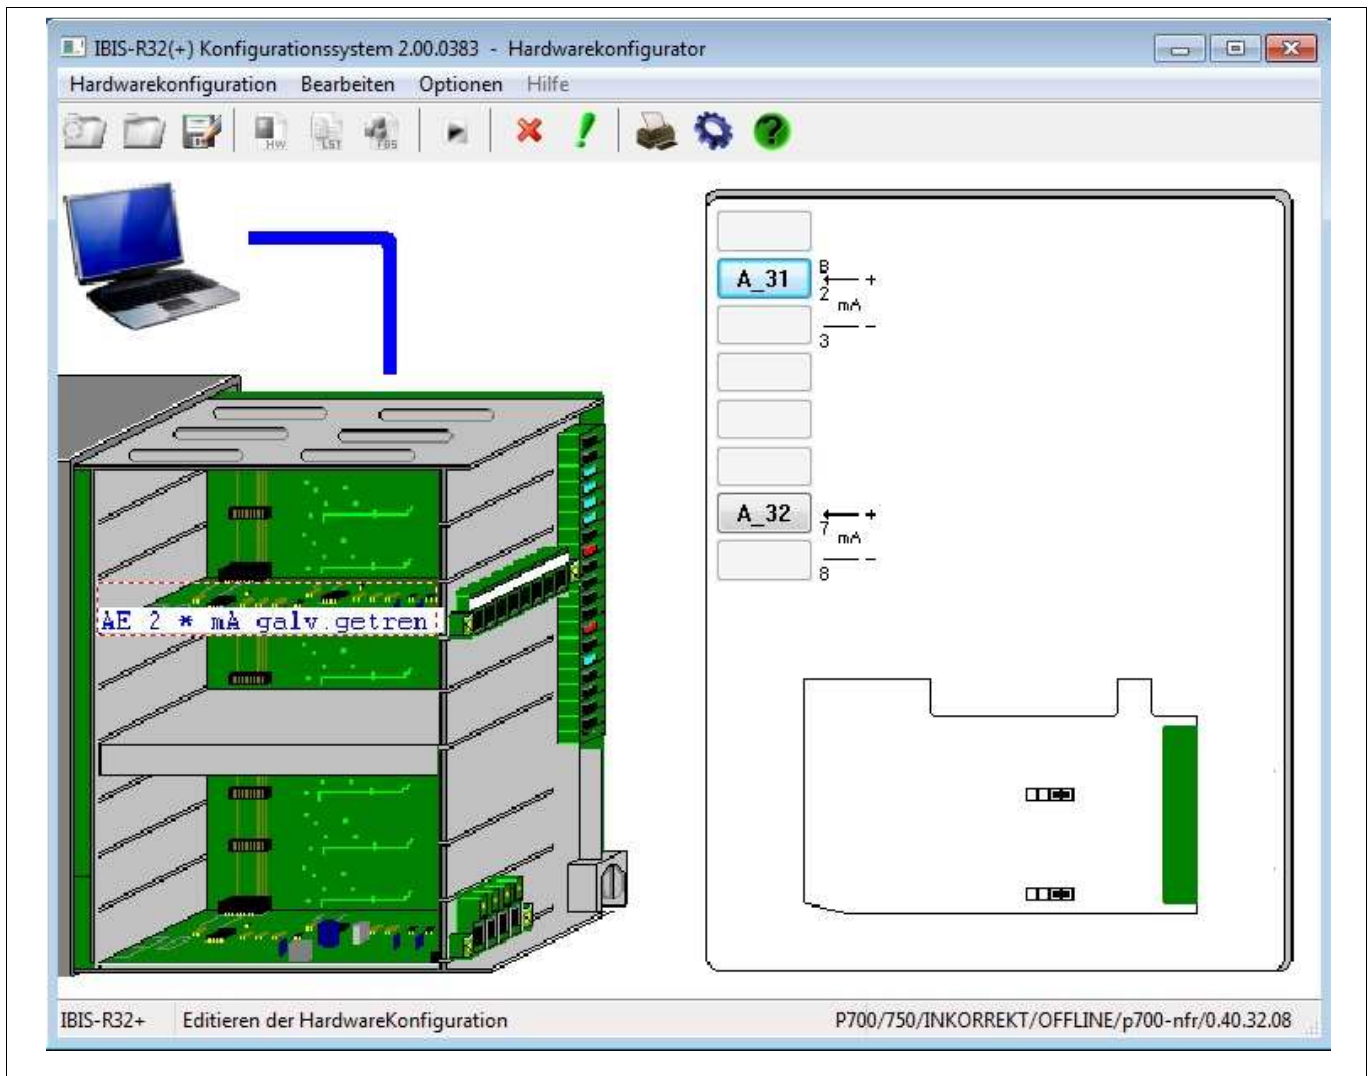 IBIS-R32(+) Konfigurationssystem 2.00.0383 - Hardwarekonfigurator
Hardwarekonfiguration Bearbeiten Optionen Hilfe
HW LST FBS
A_31 B + 2 mA
3 -
A_32 + 7 mA
8 -
AE 2 * mA galv.getren
IBIS-R32+ Editieren der HardwareKonfiguration P700/750/INKORREKT/OFFLINE/p700-nfr/0.40.32.08